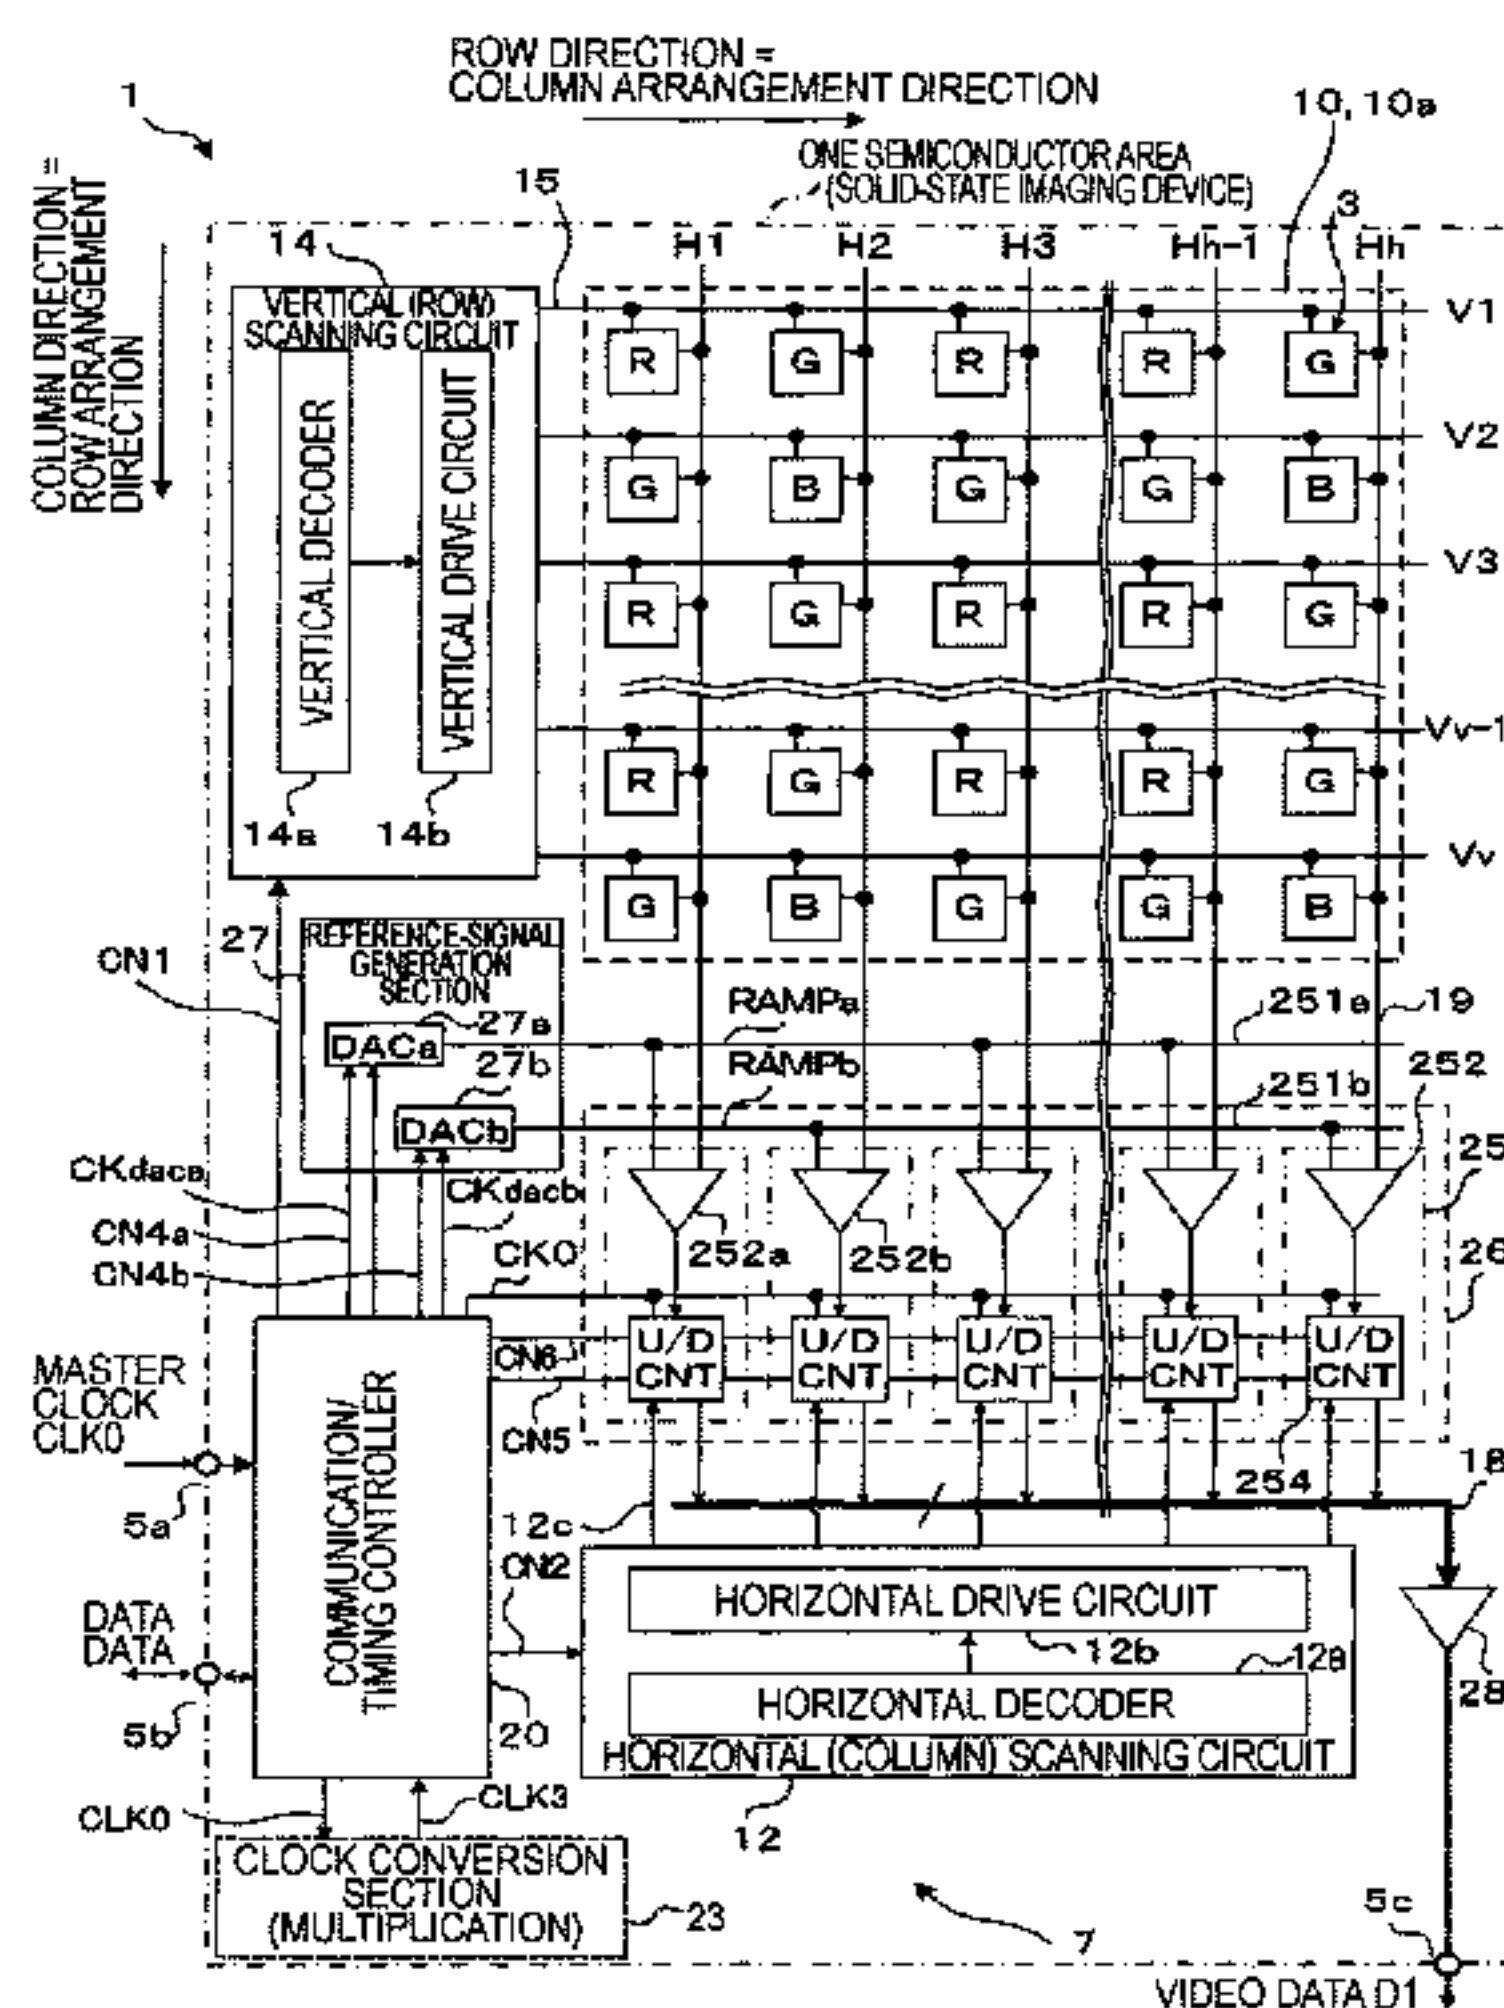 ROW DIRECTION =
COLUMN ARRANGEMENT DIRECTION
1
10, 10a
ONE SEMICONDUCTOR AREA
(SOLID-STATE IMAGING DEVICE)
COLUMN DIRECTION =
ROW ARRANGEMENT
DIRECTION
15
3
14
H1 H2 H3 Hh-1 Hh
VERTICAL (ROW)
SCANNING CIRCUIT
V1
R G R R G
VERTICAL DECODER
VERTICAL DRIVE CIRCUIT
V2
G B G G B
V3
R G R R G
Vv-1
R G R R G
14a 14b
Vv
G B G G B
27
REFERENCE-SIGNAL
GENERATION
SECTION
CN1
RAMPa
251a
19
27a
DACa
27b
RAMPb
251b
252
DACb
25
CKdaca
CKdacb
CN4a
CN4b
CK0
252a
252b
26
U/D U/D U/D U/D U/D
CN6
CNT CNT CNT CNT CNT
MASTER
CLOCK
CLK0
CN5
COMMUNICATION/
TIMING CONTROLLER
254
18
5a
12c
CN2
HORIZONTAL DRIVE CIRCUIT
DATA
DATA
12b
12a
28
HORIZONTAL DECODER
5b
20
HORIZONTAL (COLUMN) SCANNING CIRCUIT
CLK0
CLK3
12
CLOCK CONVERSION
SECTION
(MULTIPLICATION)
23
7
5c
VIDEO DATA D1